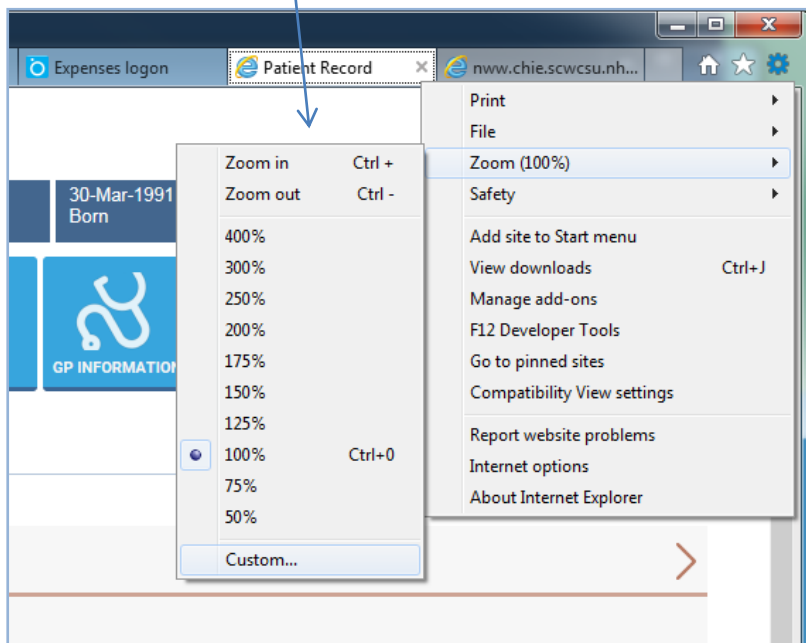 Expenses logon
Patient Record
nww.chie.scwcsu.nh...
Print
File
Zoom (100%)
Safety
Add site to Start menu
View downloads Ctrl+J
Manage add-ons
F12 Developer Tools
Go to pinned sites
Compatibility View settings
Report website problems
Internet options
About Internet Explorer
Zoom in Ctrl +
Zoom out Ctrl -
400%
300%
250%
200%
175%
150%
125%
100% Ctrl+0
75%
50%
Custom...
30-Mar-1991
Born
GP INFORMATION